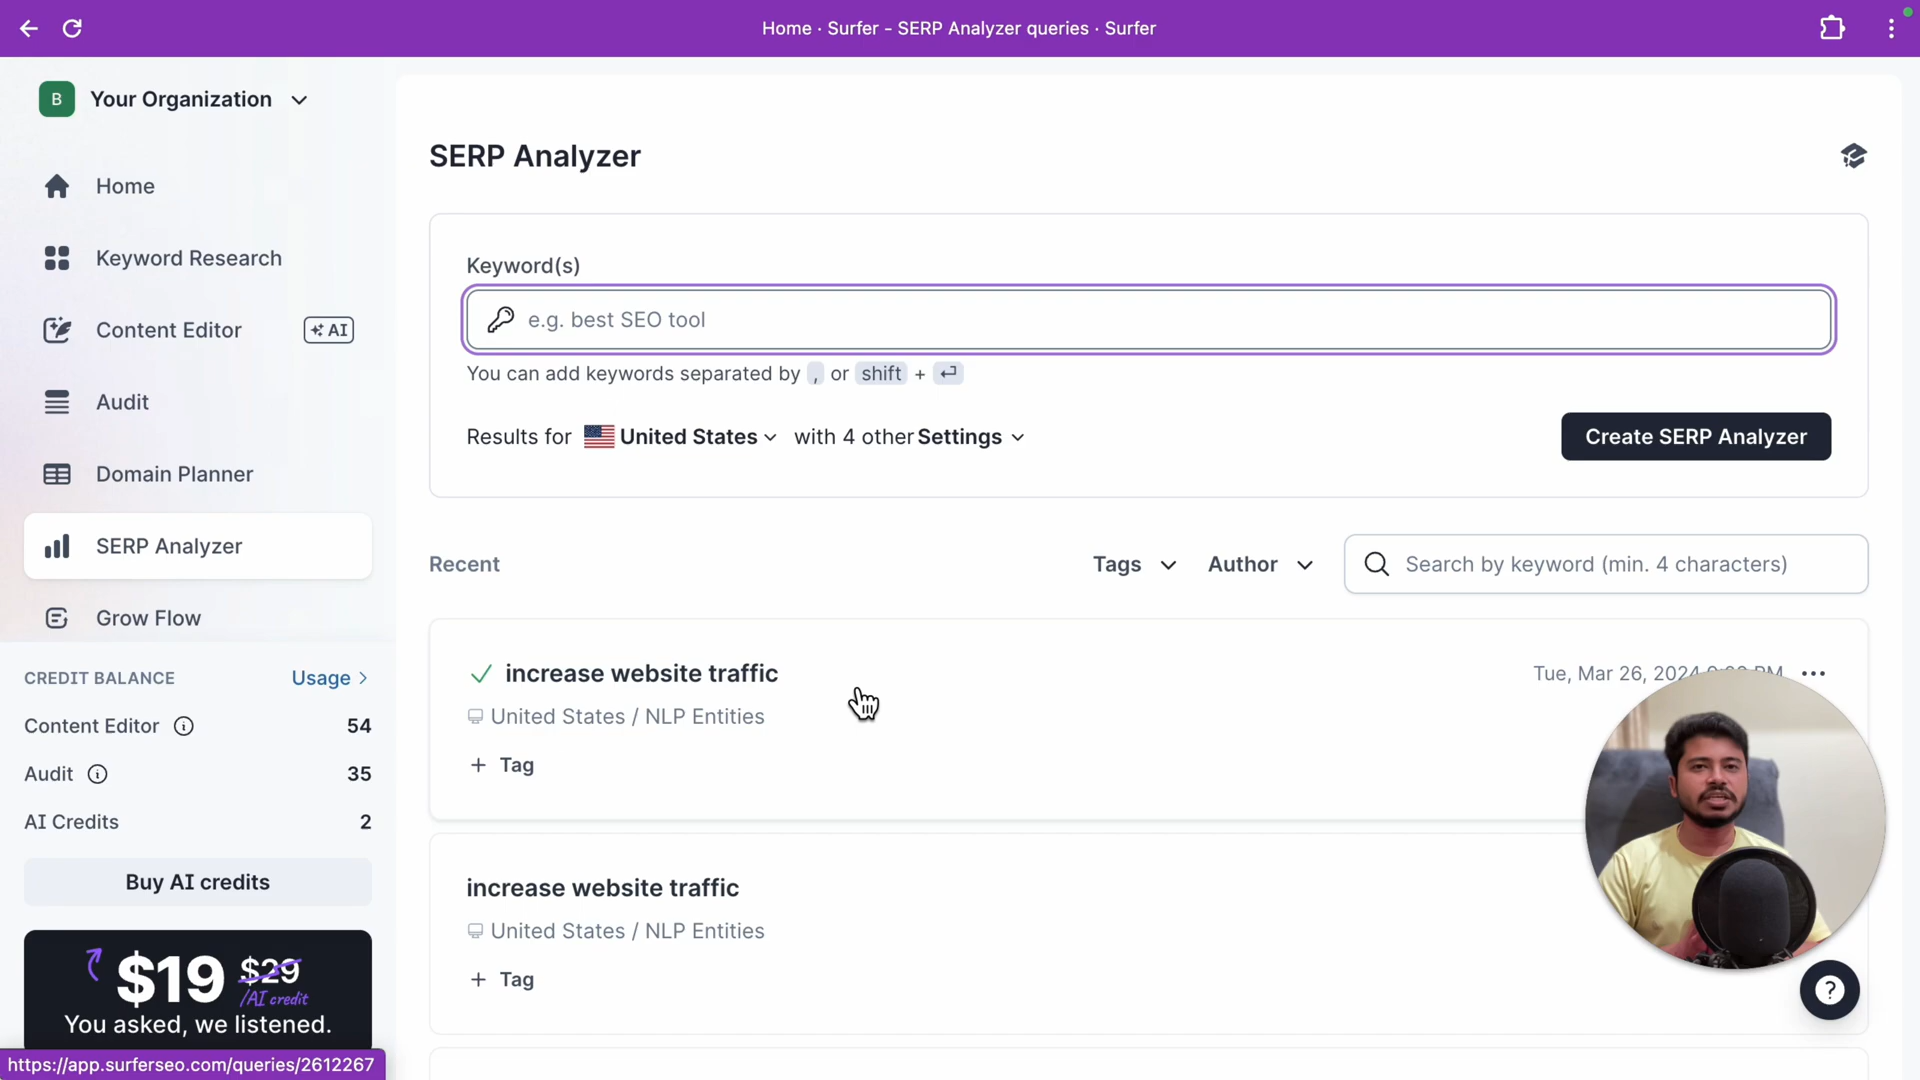 Home · Surfer - SERP Analyzer queries · Surfer
B Your Organization
Home
Keyword Research
Content Editor AI
Audit
Domain Planner
SERP Analyzer
Grow Flow
CREDIT BALANCE Usage >
Content Editor 54
Audit 35
AI Credits 2
Buy AI credits
$19 $29
/AI credit
You asked, we listened.
https://app.surferseo.com/queries/2612267
SERP Analyzer
Keyword(s)
e.g. best SEO tool
You can add keywords separated by , or shift + ↵
Results for United States with 4 other Settings
Create SERP Analyzer
Recent
Tags
Author
Search by keyword (min. 4 characters)
increase website traffic
Tue, Mar 26, 2024
United States / NLP Entities
+ Tag
increase website traffic
United States / NLP Entities
+ Tag
?